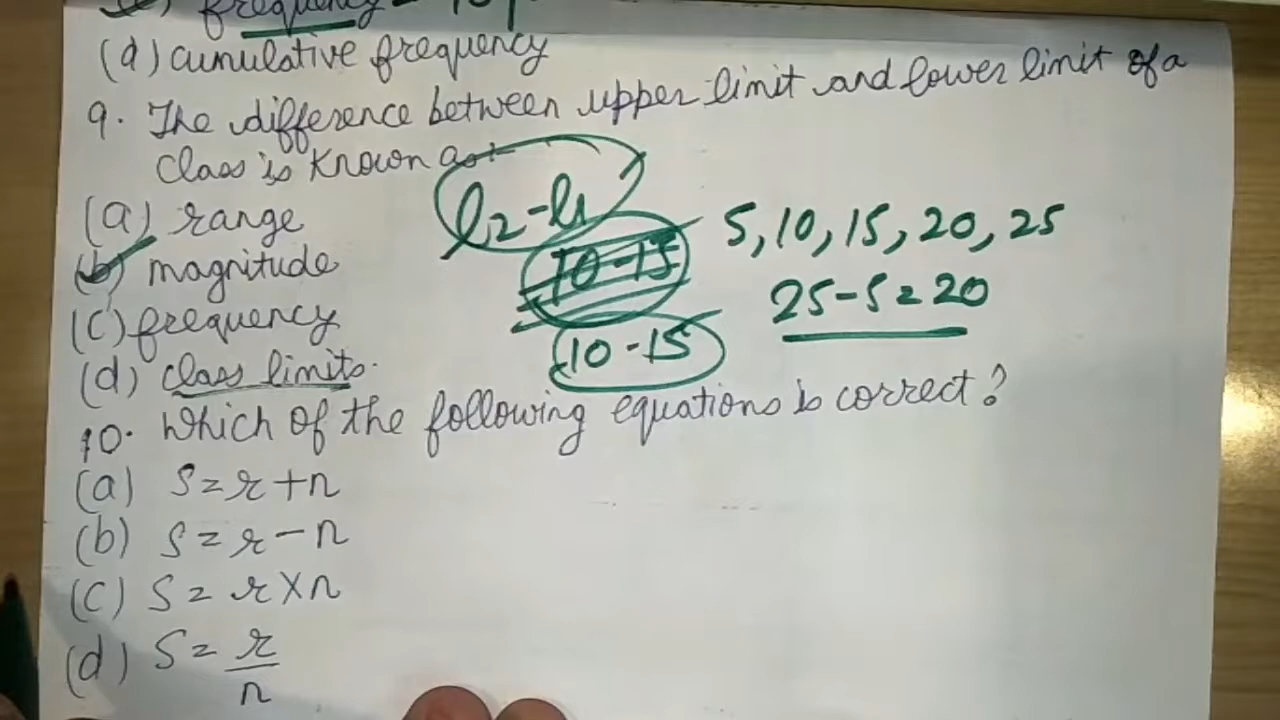 frequency
(d) cumulative frequency
9. The difference between upper limit and lower limit of a
class is known as:-
(a) range
(b) magnitude
(c) frequency
(d) class limits.
l2-l1
10-15
10-15
5, 10, 15, 20, 25
25-5=20
10. Which of the following equations is correct?
(a) S=r+n
(b) S=r-n
(c) S=r×n
(d) S=r/n